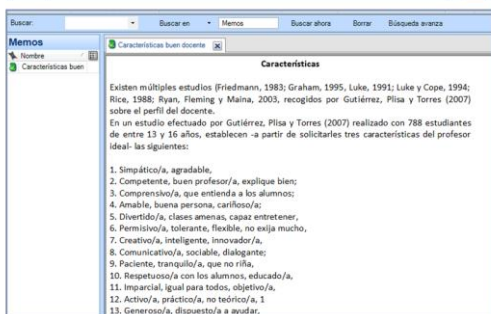 Buscar:
Buscar en
Memos
Buscar ahora
Borrar
Búsqueda avanza
Memos
Nombre
Características buen
Características buen docente
Características
Existen múltiples estudios (Friedmann, 1983; Graham, 1995, Luke, 1991; Luke y Cope, 1994;
Rice, 1988; Ryan, Fleming y Maina, 2003, recogidos por Gutiérrez, Plisa y Torres (2007)
sobre el perfil del docente.
En un estudio efectuado por Gutiérrez, Plisa y Torres (2007) realizado con 788 estudiantes
de entre 13 y 16 años, establecen -a partir de solicitarles tres características del profesor
ideal- las siguientes:
1. Simpático/a, agradable,
2. Competente, buen profesor/a, explique bien;
3. Comprensivo/a, que entienda a los alumnos;
4. Amable, buena persona, cariñoso/a;
5. Divertido/a, clases amenas, capaz entretener,
6. Permisivo/a, tolerante, flexible, no exija mucho,
7. Creativo/a, inteligente, innovador/a,
8. Comunicativo/a, sociable, dialogante;
9. Paciente, tranquilo/a, que no riña,
10. Respetuoso/a con los alumnos, educado/a,
11. Imparcial, igual para todos, objetivo/a,
12. Activo/a, práctico/a, no teórico/a, 1
13. Generoso/a, dispuesto/a a ayudar,